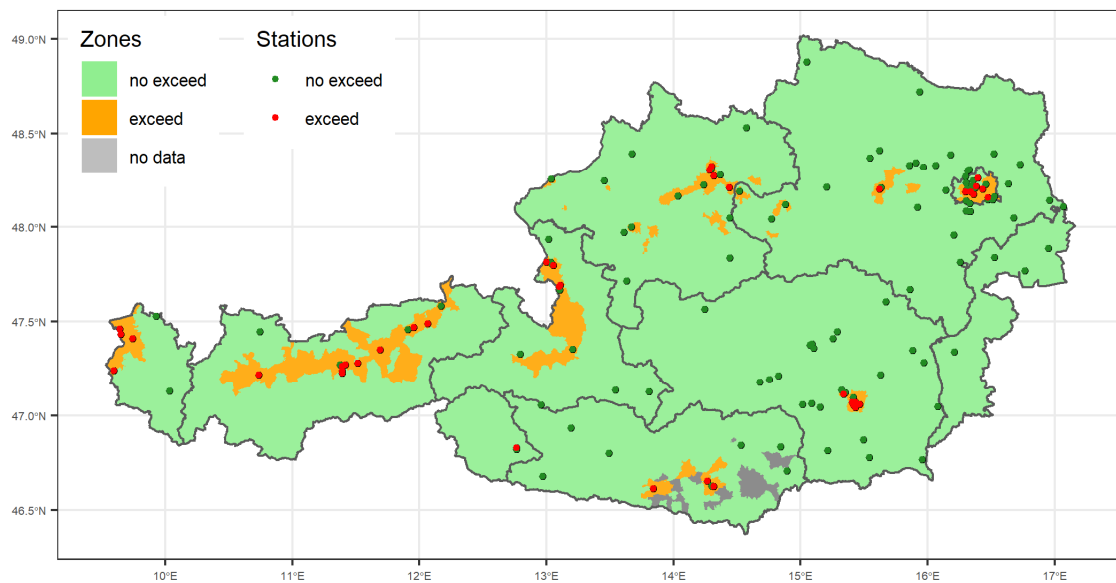 Zones
no exceed
exceed
no data
Stations
no exceed
exceed
49.0°N
48.5°N
48.0°N
47.5°N
47.0°N
46.5°N
10°E 11°E 12°E 13°E 14°E 15°E 16°E 17°E